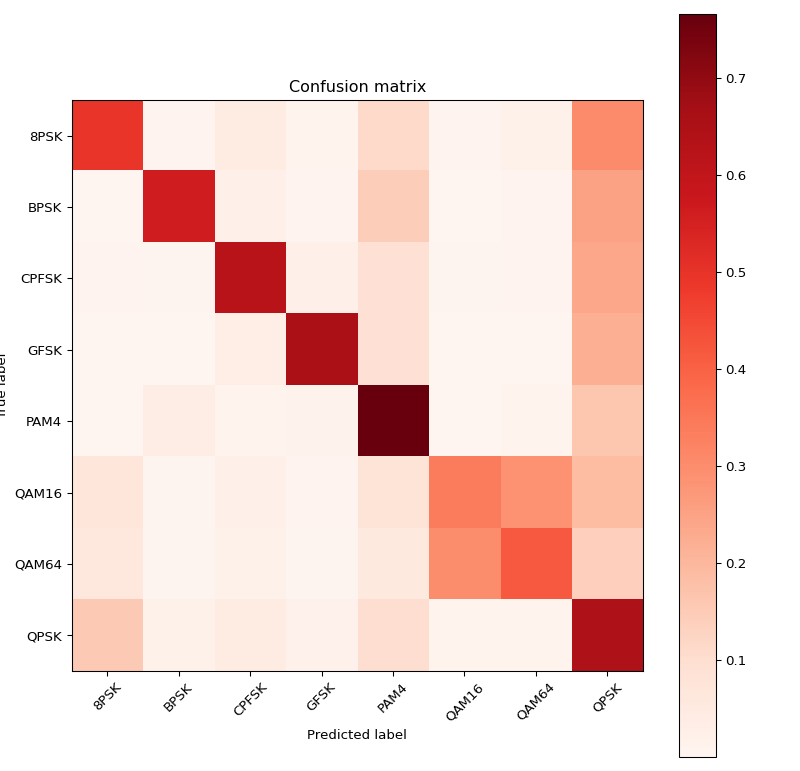 Confusion matrix
8PSK
BPSK
CPFSK
GFSK
PAM4
QAM16
QAM64
QPSK
label
8PSK BPSK CPFSK GFSK PAM4 QAM16 QAM64 QPSK
Predicted label
0.7
0.6
0.5
0.4
0.3
0.2
0.1